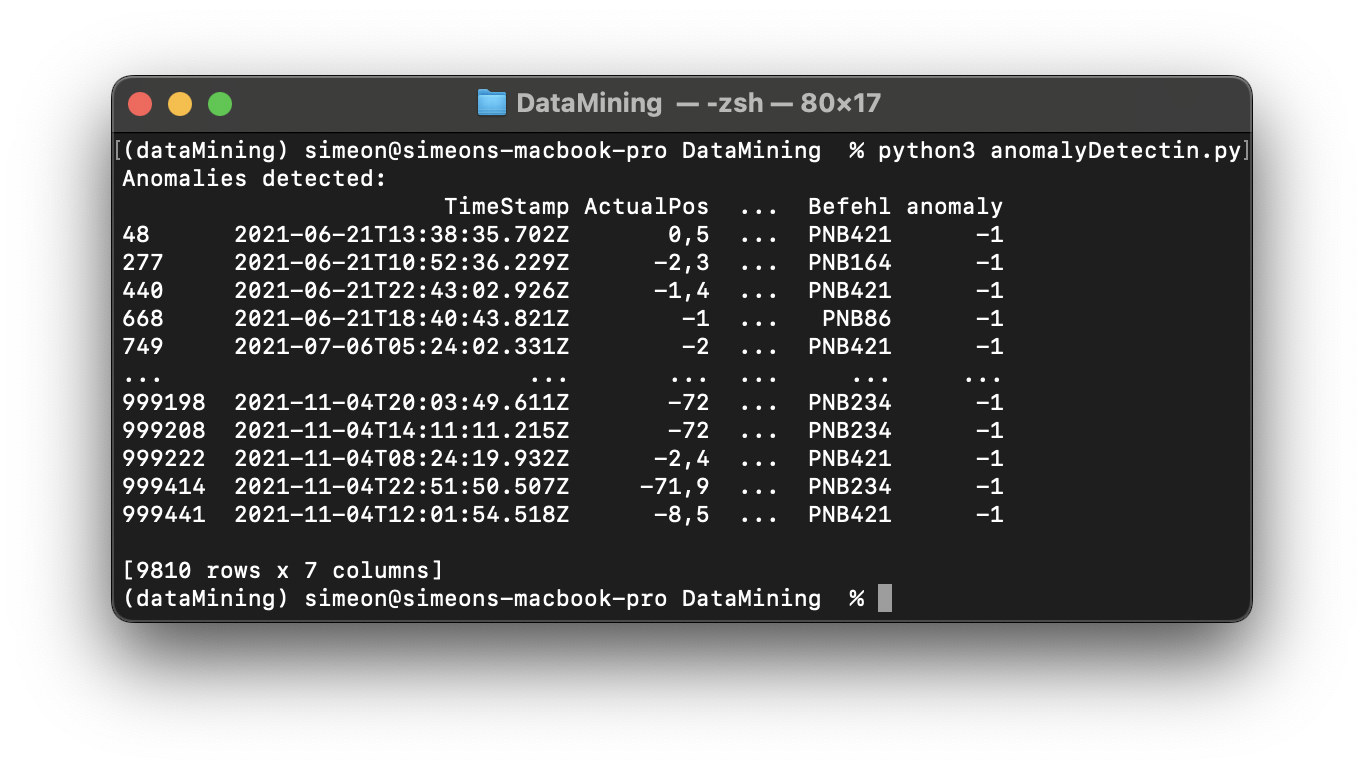 DataMining — -zsh — 80×17
[(dataMining) simeon@simeons-macbook-pro DataMining % python3 anomalyDetectin.py]
Anomalies detected:
TimeStamp ActualPos ... Befehl anomaly
48 2021-06-21T13:38:35.702Z 0,5 ... PNB421 -1
277 2021-06-21T10:52:36.229Z -2,3 ... PNB164 -1
440 2021-06-21T22:43:02.926Z -1,4 ... PNB421 -1
668 2021-06-21T18:40:43.821Z -1 ... PNB86 -1
749 2021-07-06T05:24:02.331Z -2 ... PNB421 -1
... ... ... ... ... ...
999198 2021-11-04T20:03:49.611Z -72 ... PNB234 -1
999208 2021-11-04T14:11:11.215Z -72 ... PNB234 -1
999222 2021-11-04T08:24:19.932Z -2,4 ... PNB421 -1
999414 2021-11-04T22:51:50.507Z -71,9 ... PNB234 -1
999441 2021-11-04T12:01:54.518Z -8,5 ... PNB421 -1
[9810 rows x 7 columns]
(dataMining) simeon@simeons-macbook-pro DataMining %